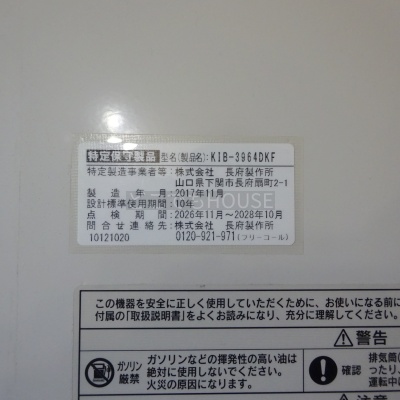 特定保守製品 型名(製品名): KIB-3964DKF
特定製造事業者等: 株式会社 長府製作所
山口県下関市長府扇町2-1
製造年月: 2017年11月
設計標準使用期間: 10年
点検期間: 2026年11月〜2028年10月
問合せ連絡先: 株式会社 長府製作所
10121020 0120-921-971(フリーコール)
HOUSE
この機器を安全に正しく使用していただくために、お使いになる前に
付属の「取扱説明書」をよくお読みになり、充分に理解してください。
⚠警告
ガソリン厳禁
ガソリンなどの揮発性の高い油は
絶対に使用しないでください。
火災の原因になります。
確認
排気筒(
ったり、
運転中